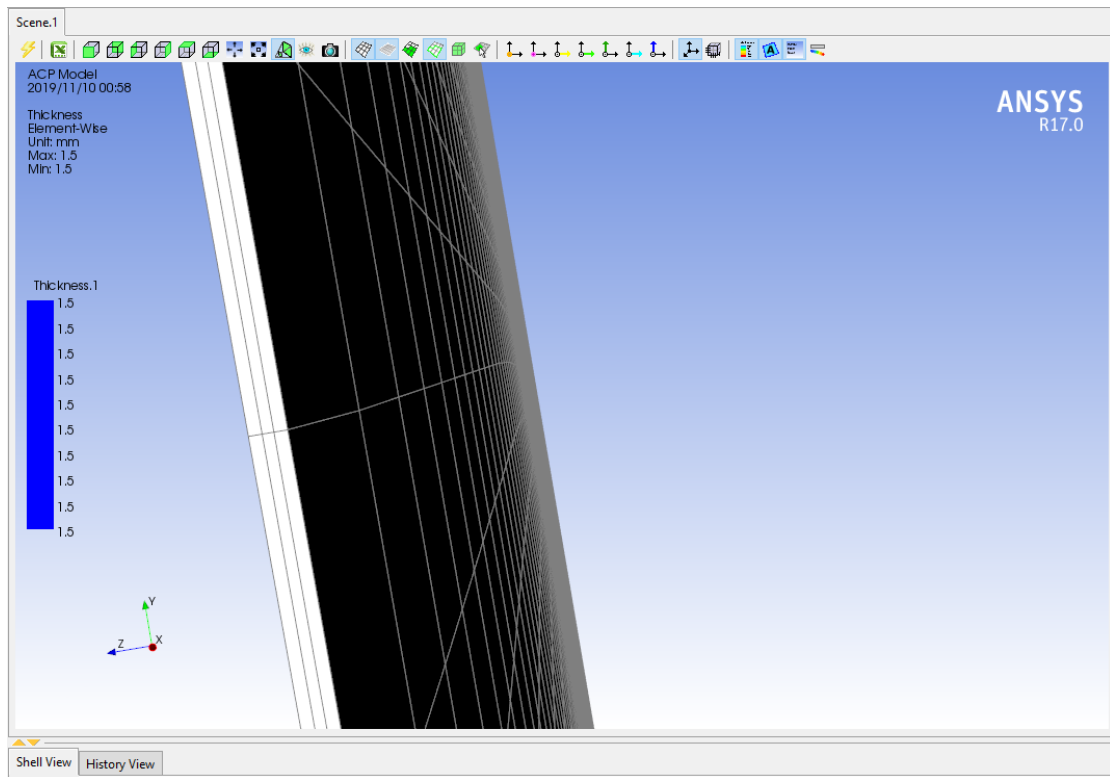 Scene.1
ACP Model
2019/11/10 00:58
Thickness
Element-Wise
Unit: mm
Max: 1.5
Min: 1.5
ANSYS
R17.0
Thickness.1
1.5
1.5
1.5
1.5
1.5
1.5
1.5
1.5
1.5
1.5
Y
Z
X
Shell View
History View